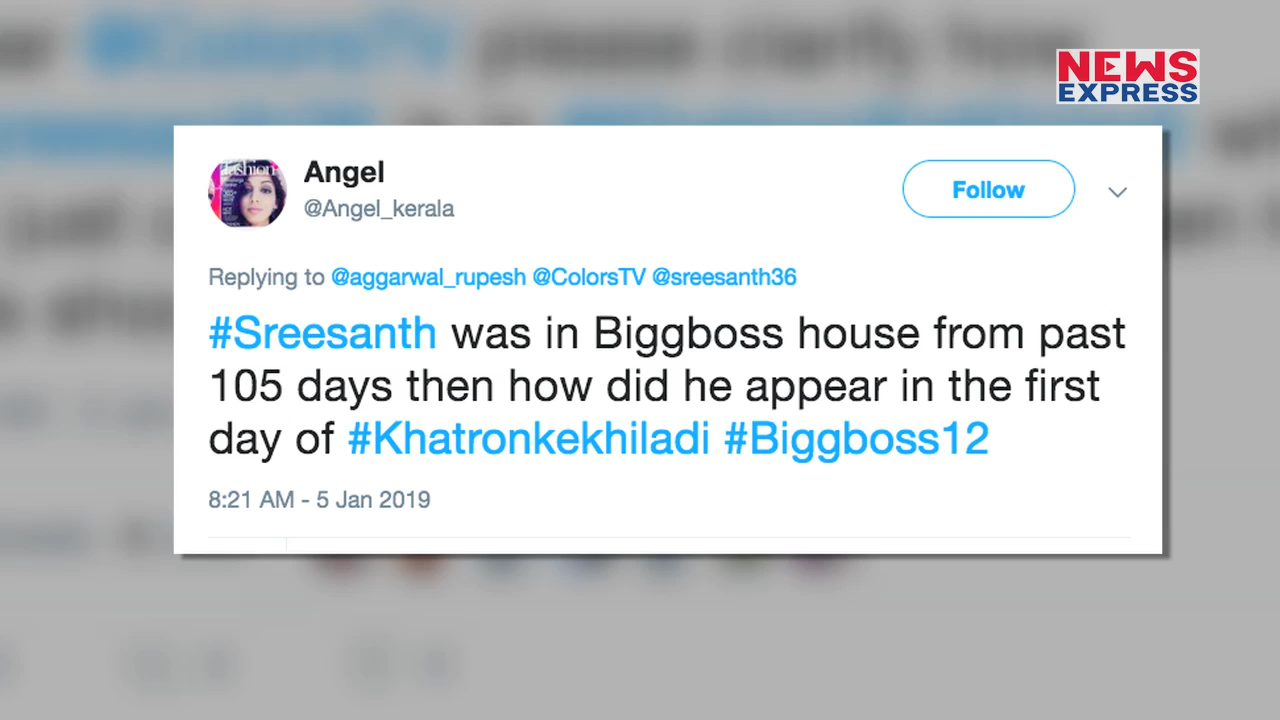 NEWS
EXPRESS
fashion
Angel
@Angel_kerala
Follow
Replying to @aggarwal_rupesh @ColorsTV @sreesanth36
#Sreesanth was in Biggboss house from past
105 days then how did he appear in the first
day of #Khatronkekhiladi #Biggboss12
8:21 AM - 5 Jan 2019